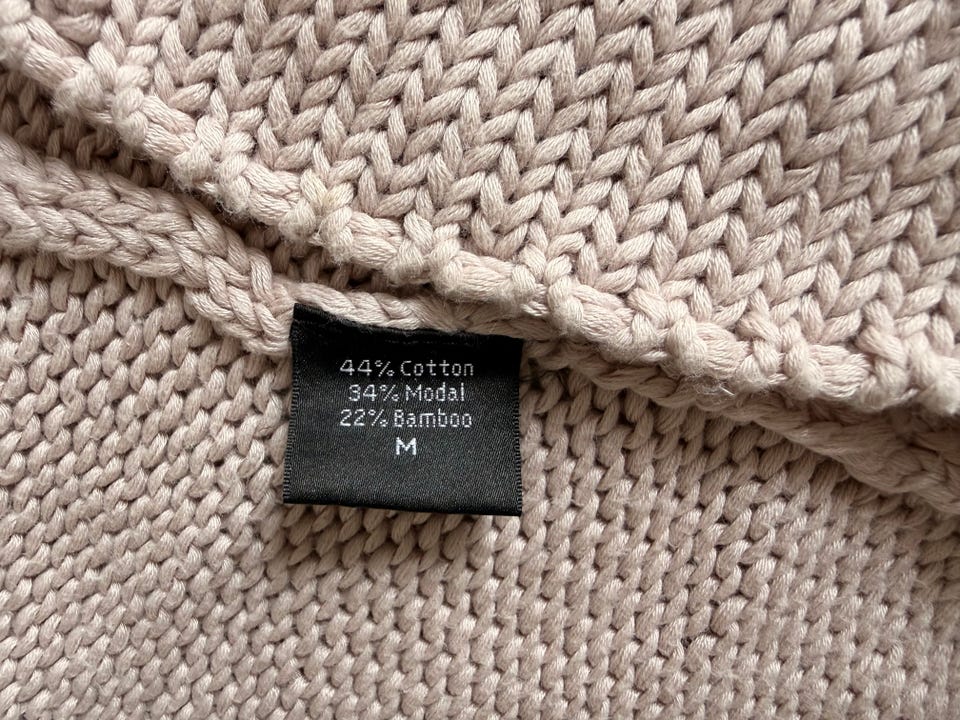 44% Cotton
34% Modal
22% Bamboo
M